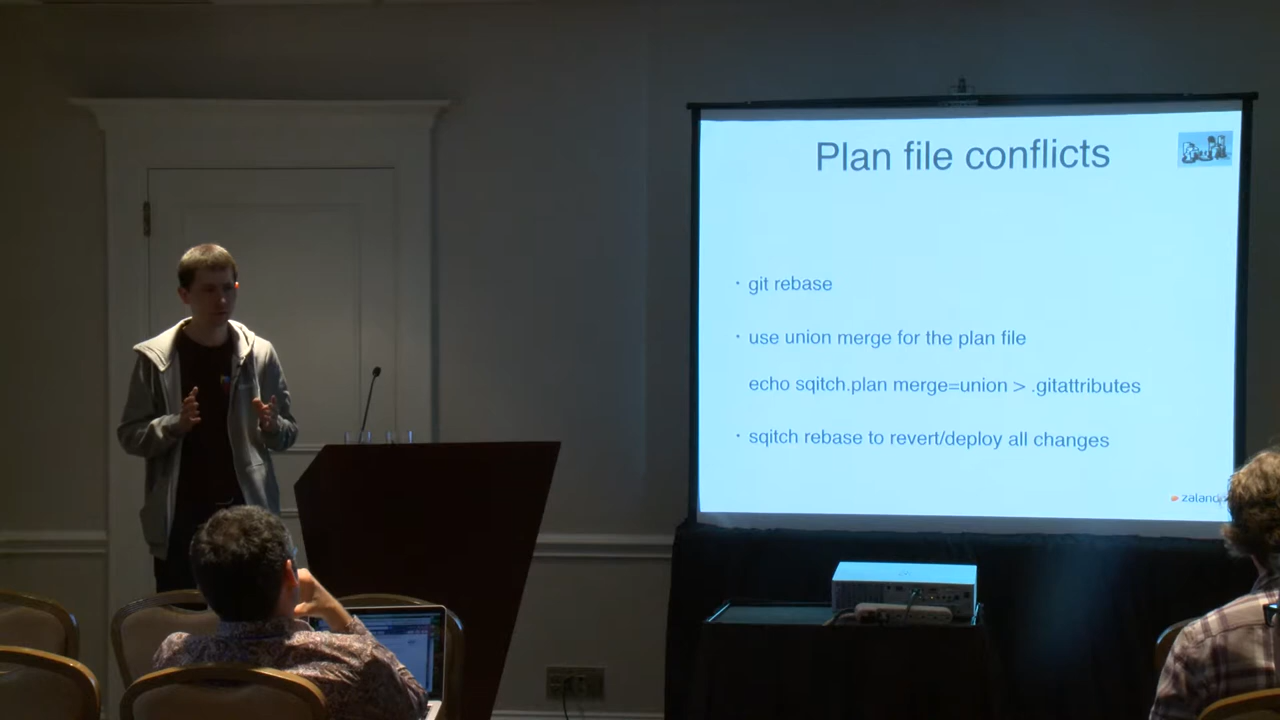 Plan file conflicts
· git rebase
· use union merge for the plan file
echo sqitch.plan merge=union > .gitattributes
· sqitch rebase to revert/deploy all changes